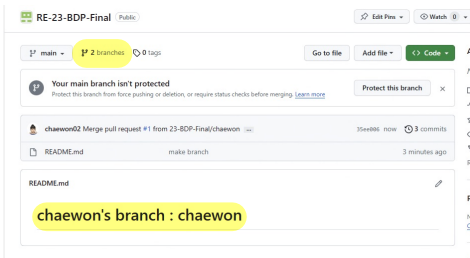 RE-23-BDP-Final Public
Edit Pins Watch 0
main 2 branches 0 tags Go to file Add file Code
Your main branch isn't protected
Protect this branch from force pushing or deletion, or require status checks before merging. Learn more
Protect this branch ×
chaewon02 Merge pull request #1 from 23-BDP-Final/chaewon ... 35ee006 now 3 commits
README.md make branch 3 minutes ago
README.md
chaewon's branch : chaewon